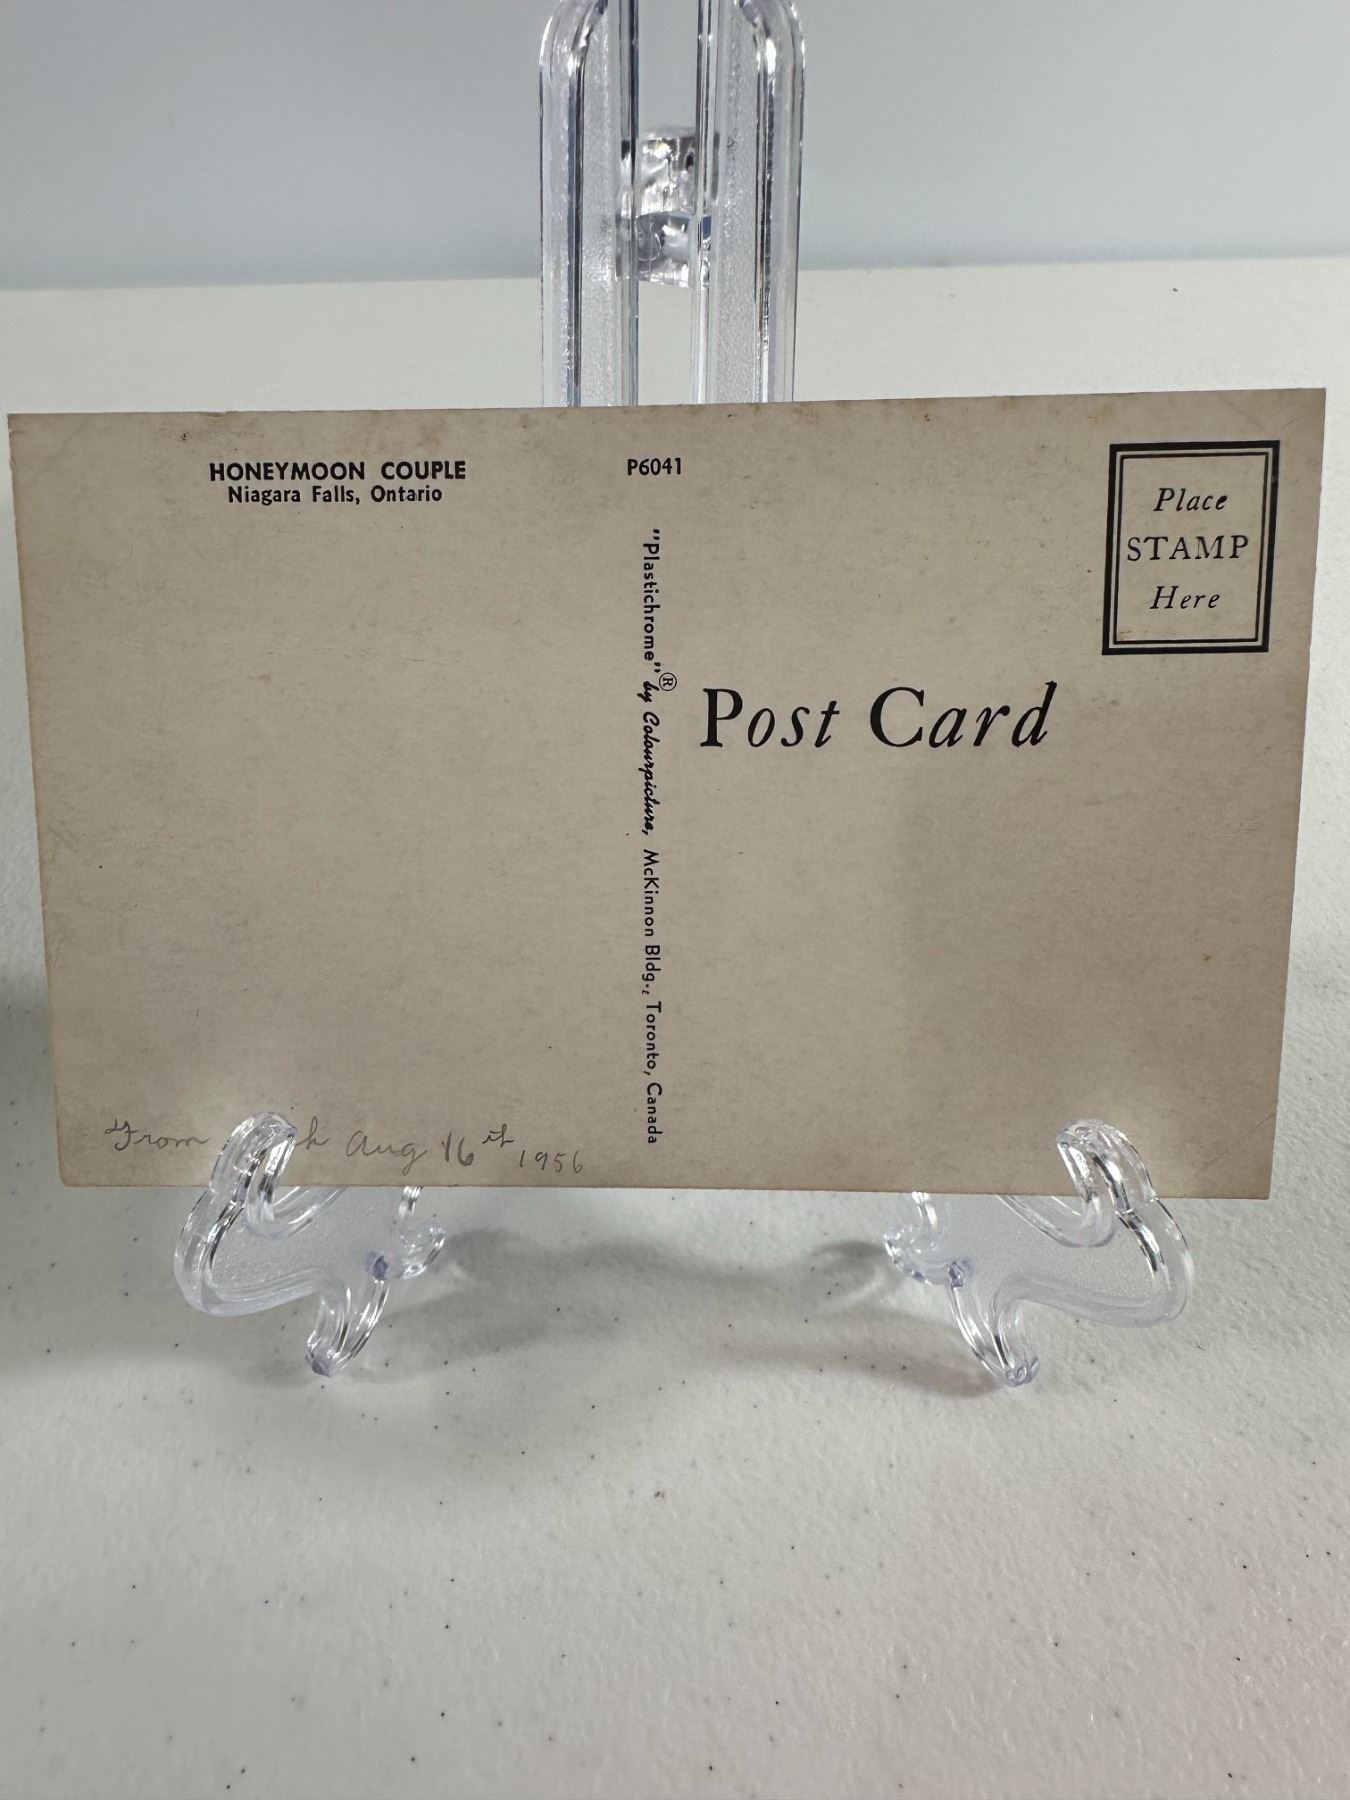 HONEYMOON COUPLE
Niagara Falls, Ontario
P6041
"Plastichrome"® by Colourpicture, McKinnon Bldg., Toronto, Canada
Place
STAMP
Here
Post Card
From Aug 16th 1956